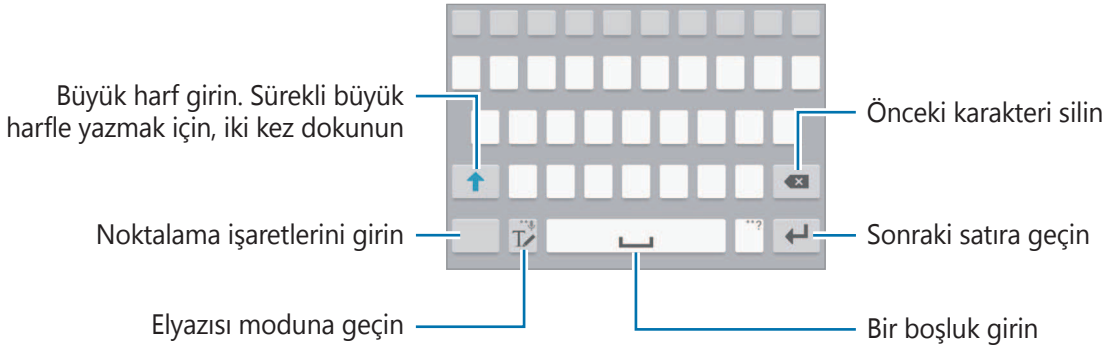 Büyük harf girin. Sürekli büyük
harfle yazmak için, iki kez dokunun
Önceki karakteri silin
Noktalama işaretlerini girin
T
?
Sonraki satıra geçin
Elyazısı moduna geçin
Bir boşluk girin